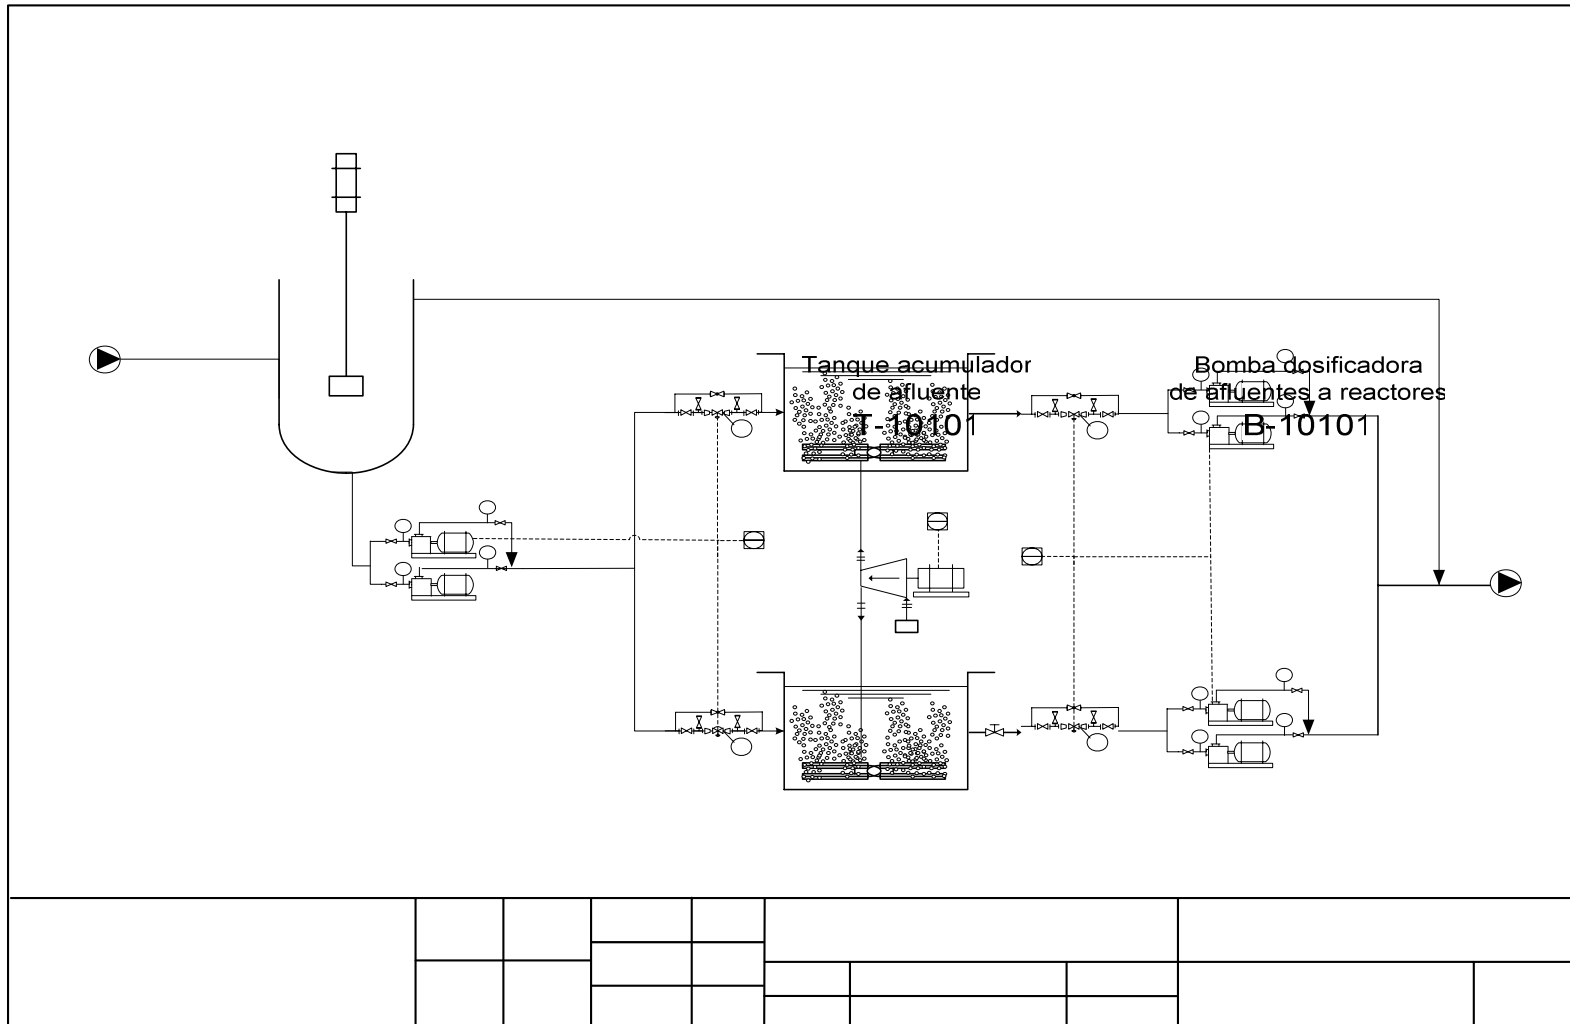 Tanque acumulador
de afluente
T-10101
Bomba dosificadora
de afluentes a reactores
B-10101